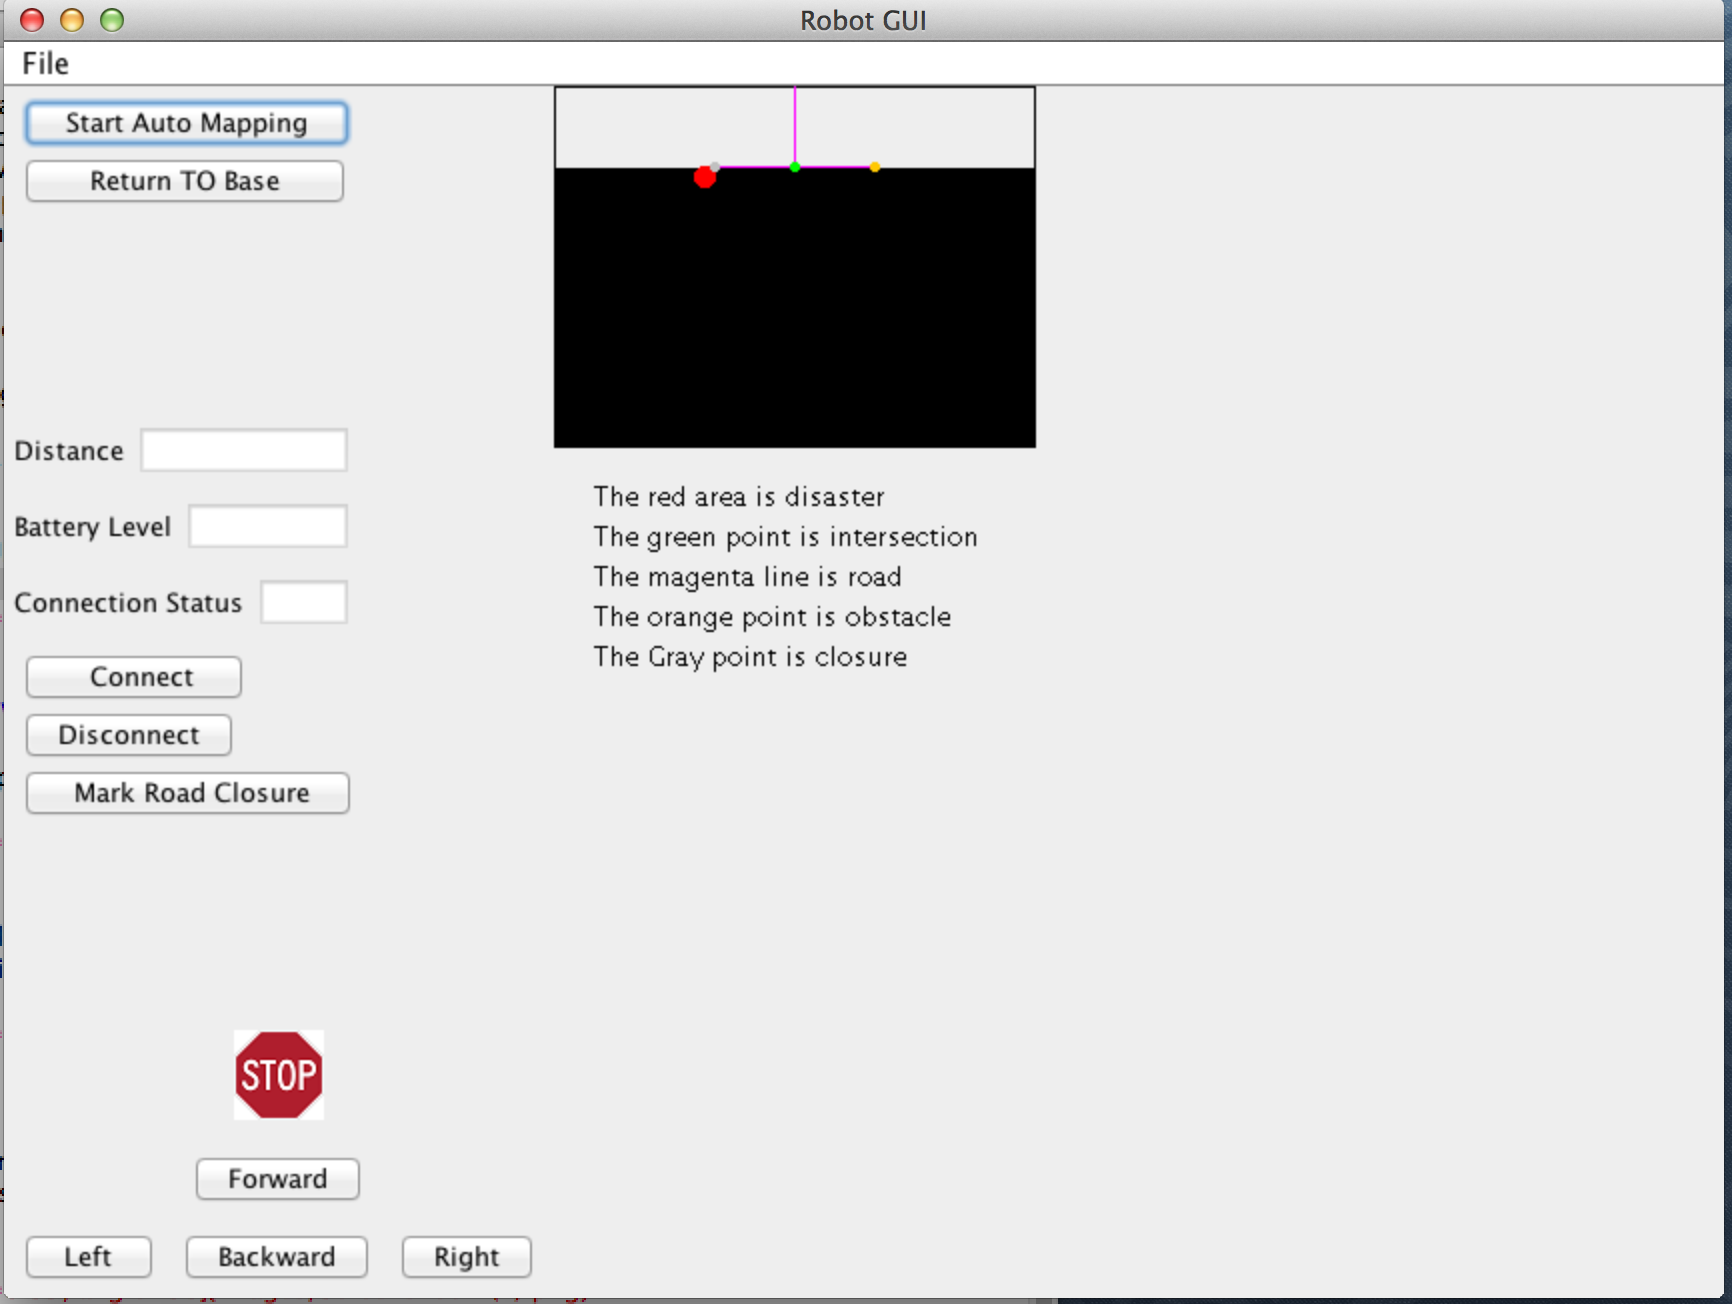 Robot GUI
File
Start Auto Mapping
Return TO Base
Distance
Battery Level
Connection Status
Connect
Disconnect
Mark Road Closure
The red area is disaster
The green point is intersection
The magenta line is road
The orange point is obstacle
The Gray point is closure
STOP
Forward
Left
Backward
Right